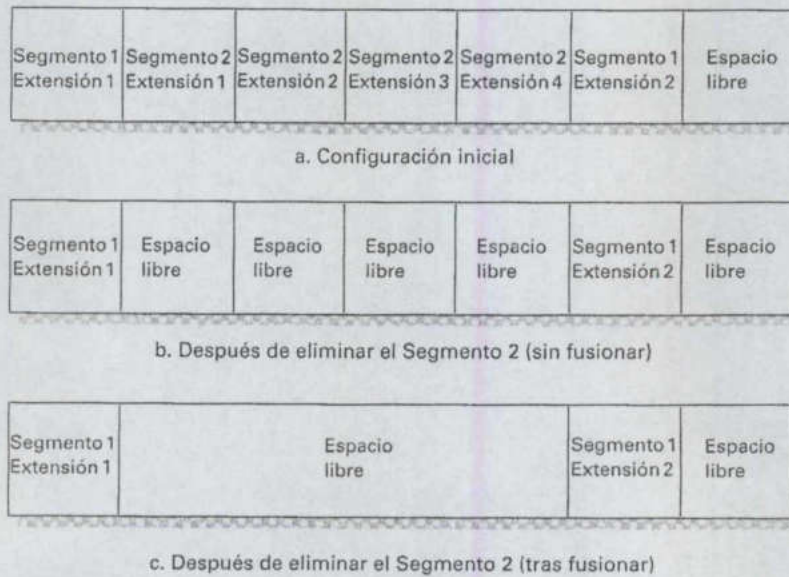 Segmento 1 Segmento 2 Segmento 2 Segmento 2 Segmento 2 Segmento 1 Espacio
Extensión 1 Extensión 1 Extensión 2 Extensión 3 Extensión 4 Extensión 2 libre
a. Configuración inicial
Segmento 1 Espacio Espacio Espacio Espacio Segmento 1 Espacio
Extensión 1 libre libre libre libre Extensión 2 libre
b. Después de eliminar el Segmento 2 (sin fusionar)
Segmento 1 Espacio Segmento 1 Espacio
Extensión 1 libre Extensión 2 libre
c. Después de eliminar el Segmento 2 (tras fusionar)